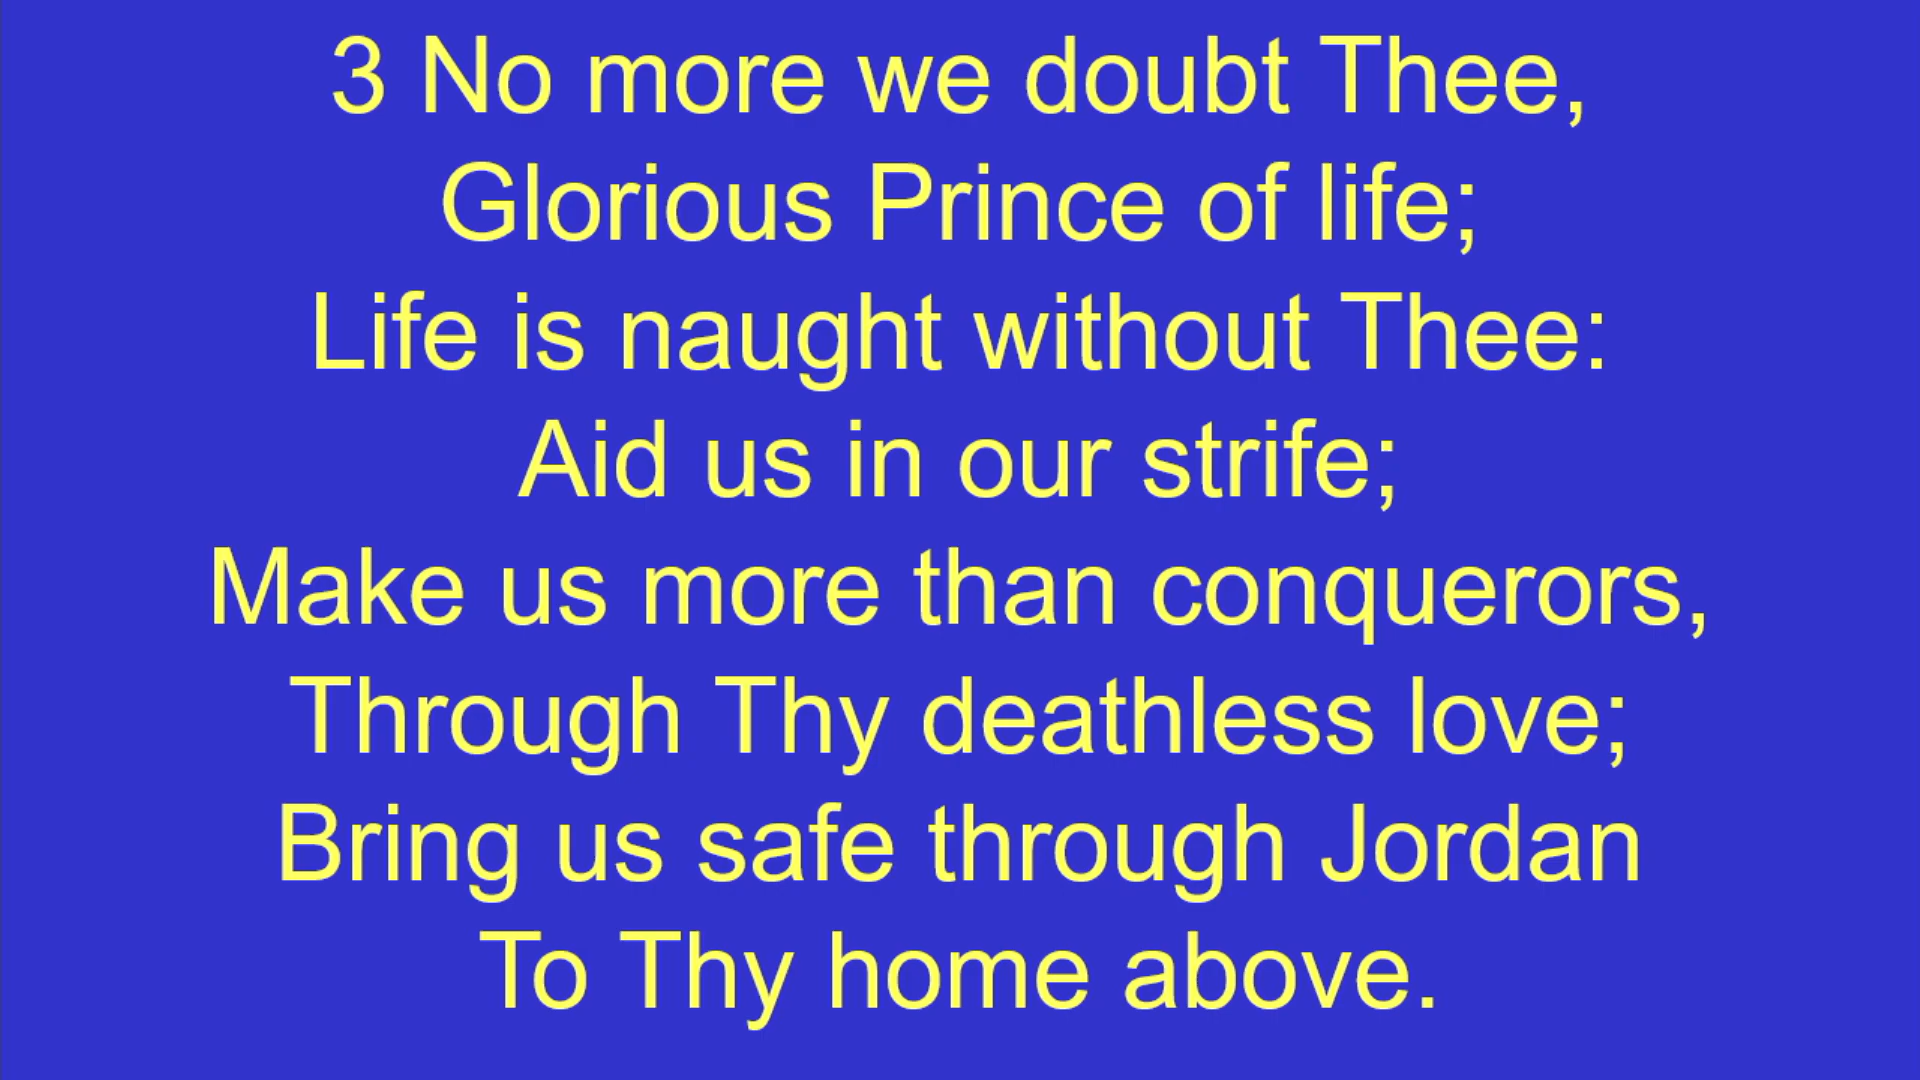 3 No more we doubt Thee,
Glorious Prince of life;
Life is naught without Thee:
Aid us in our strife;
Make us more than conquerors,
Through Thy deathless love;
Bring us safe through Jordan
To Thy home above.